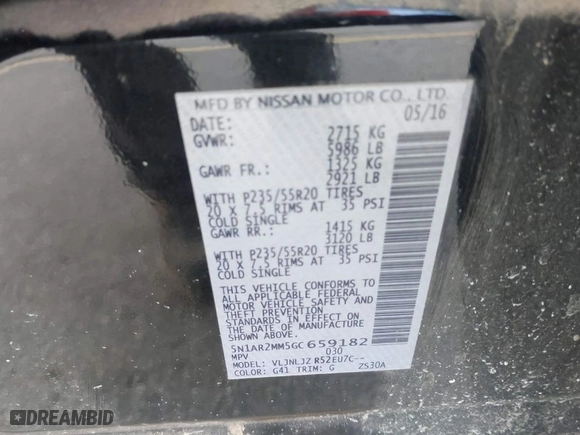 MFD BY NISSAN MOTOR CO., LTD.
DATE: 05/16
GVWR: 2715 KG
5986 LB
GAWR FR.: 1325 KG
2921 LB
WITH P235/55R20 TIRES
20 X 7.5 RIMS AT 35 PSI
COLD SINGLE
GAWR RR.: 1415 KG
3120 LB
WITH P235/55R20 TIRES
20 X 7.5 RIMS AT 35 PSI
COLD SINGLE
THIS VEHICLE CONFORMS TO
ALL APPLICABLE FEDERAL
MOTOR VEHICLE SAFETY AND
THEFT PREVENTION
STANDARDS IN EFFECT ON
THE DATE OF MANUFACTURE
SHOWN ABOVE.
5N1AR2MM5GC659182
MPV 030
MODEL: VLJNLJZ R52EU7C--
COLOR: G41 TRIM: G ZS30A
AUTOBIDMASTER